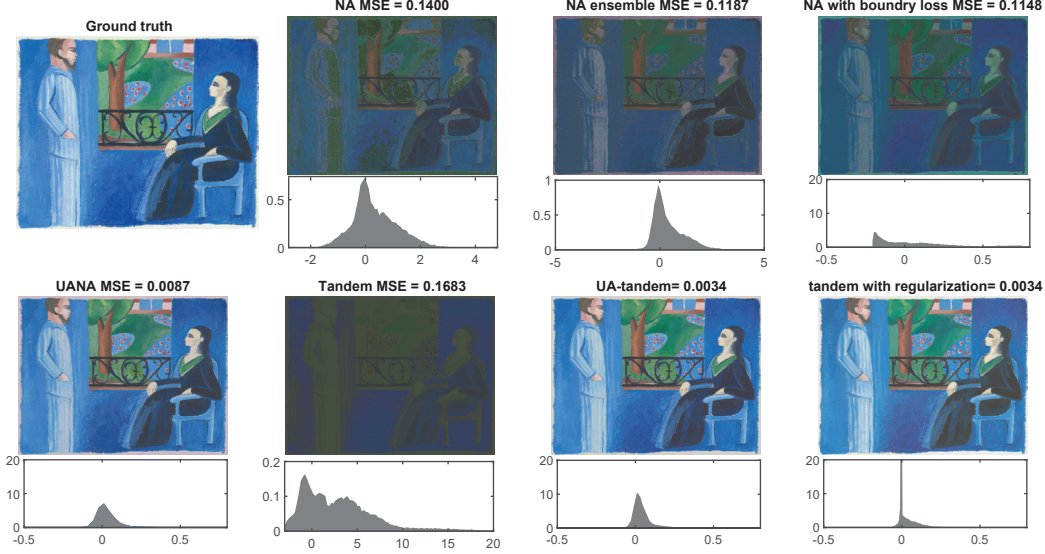 NA MSE = 0.1400
NA ensemble MSE = 0.1187
NA with boundry loss MSE = 0.1148
Ground truth
0.5
0
-2 0 2 4
1
0.5
0
-5 0 5
20
10
0
-0.5 0 0.5
UANA MSE = 0.0087
Tandem MSE = 0.1683
UA-tandem= 0.0034
tandem with regularization= 0.0034
20
10
0
-0.5 0 0.5
0.2
0.1
0
0 5 10 15 20
20
10
0
-0.5 0 0.5
20
10
0
-0.5 0 0.5